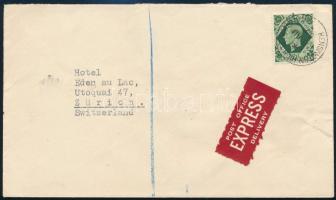 Hotel
Eden au Lac,
Utoquai 47,
Zürich.
Switzerland
POST OFFICE
EXPRESS
DELIVERY